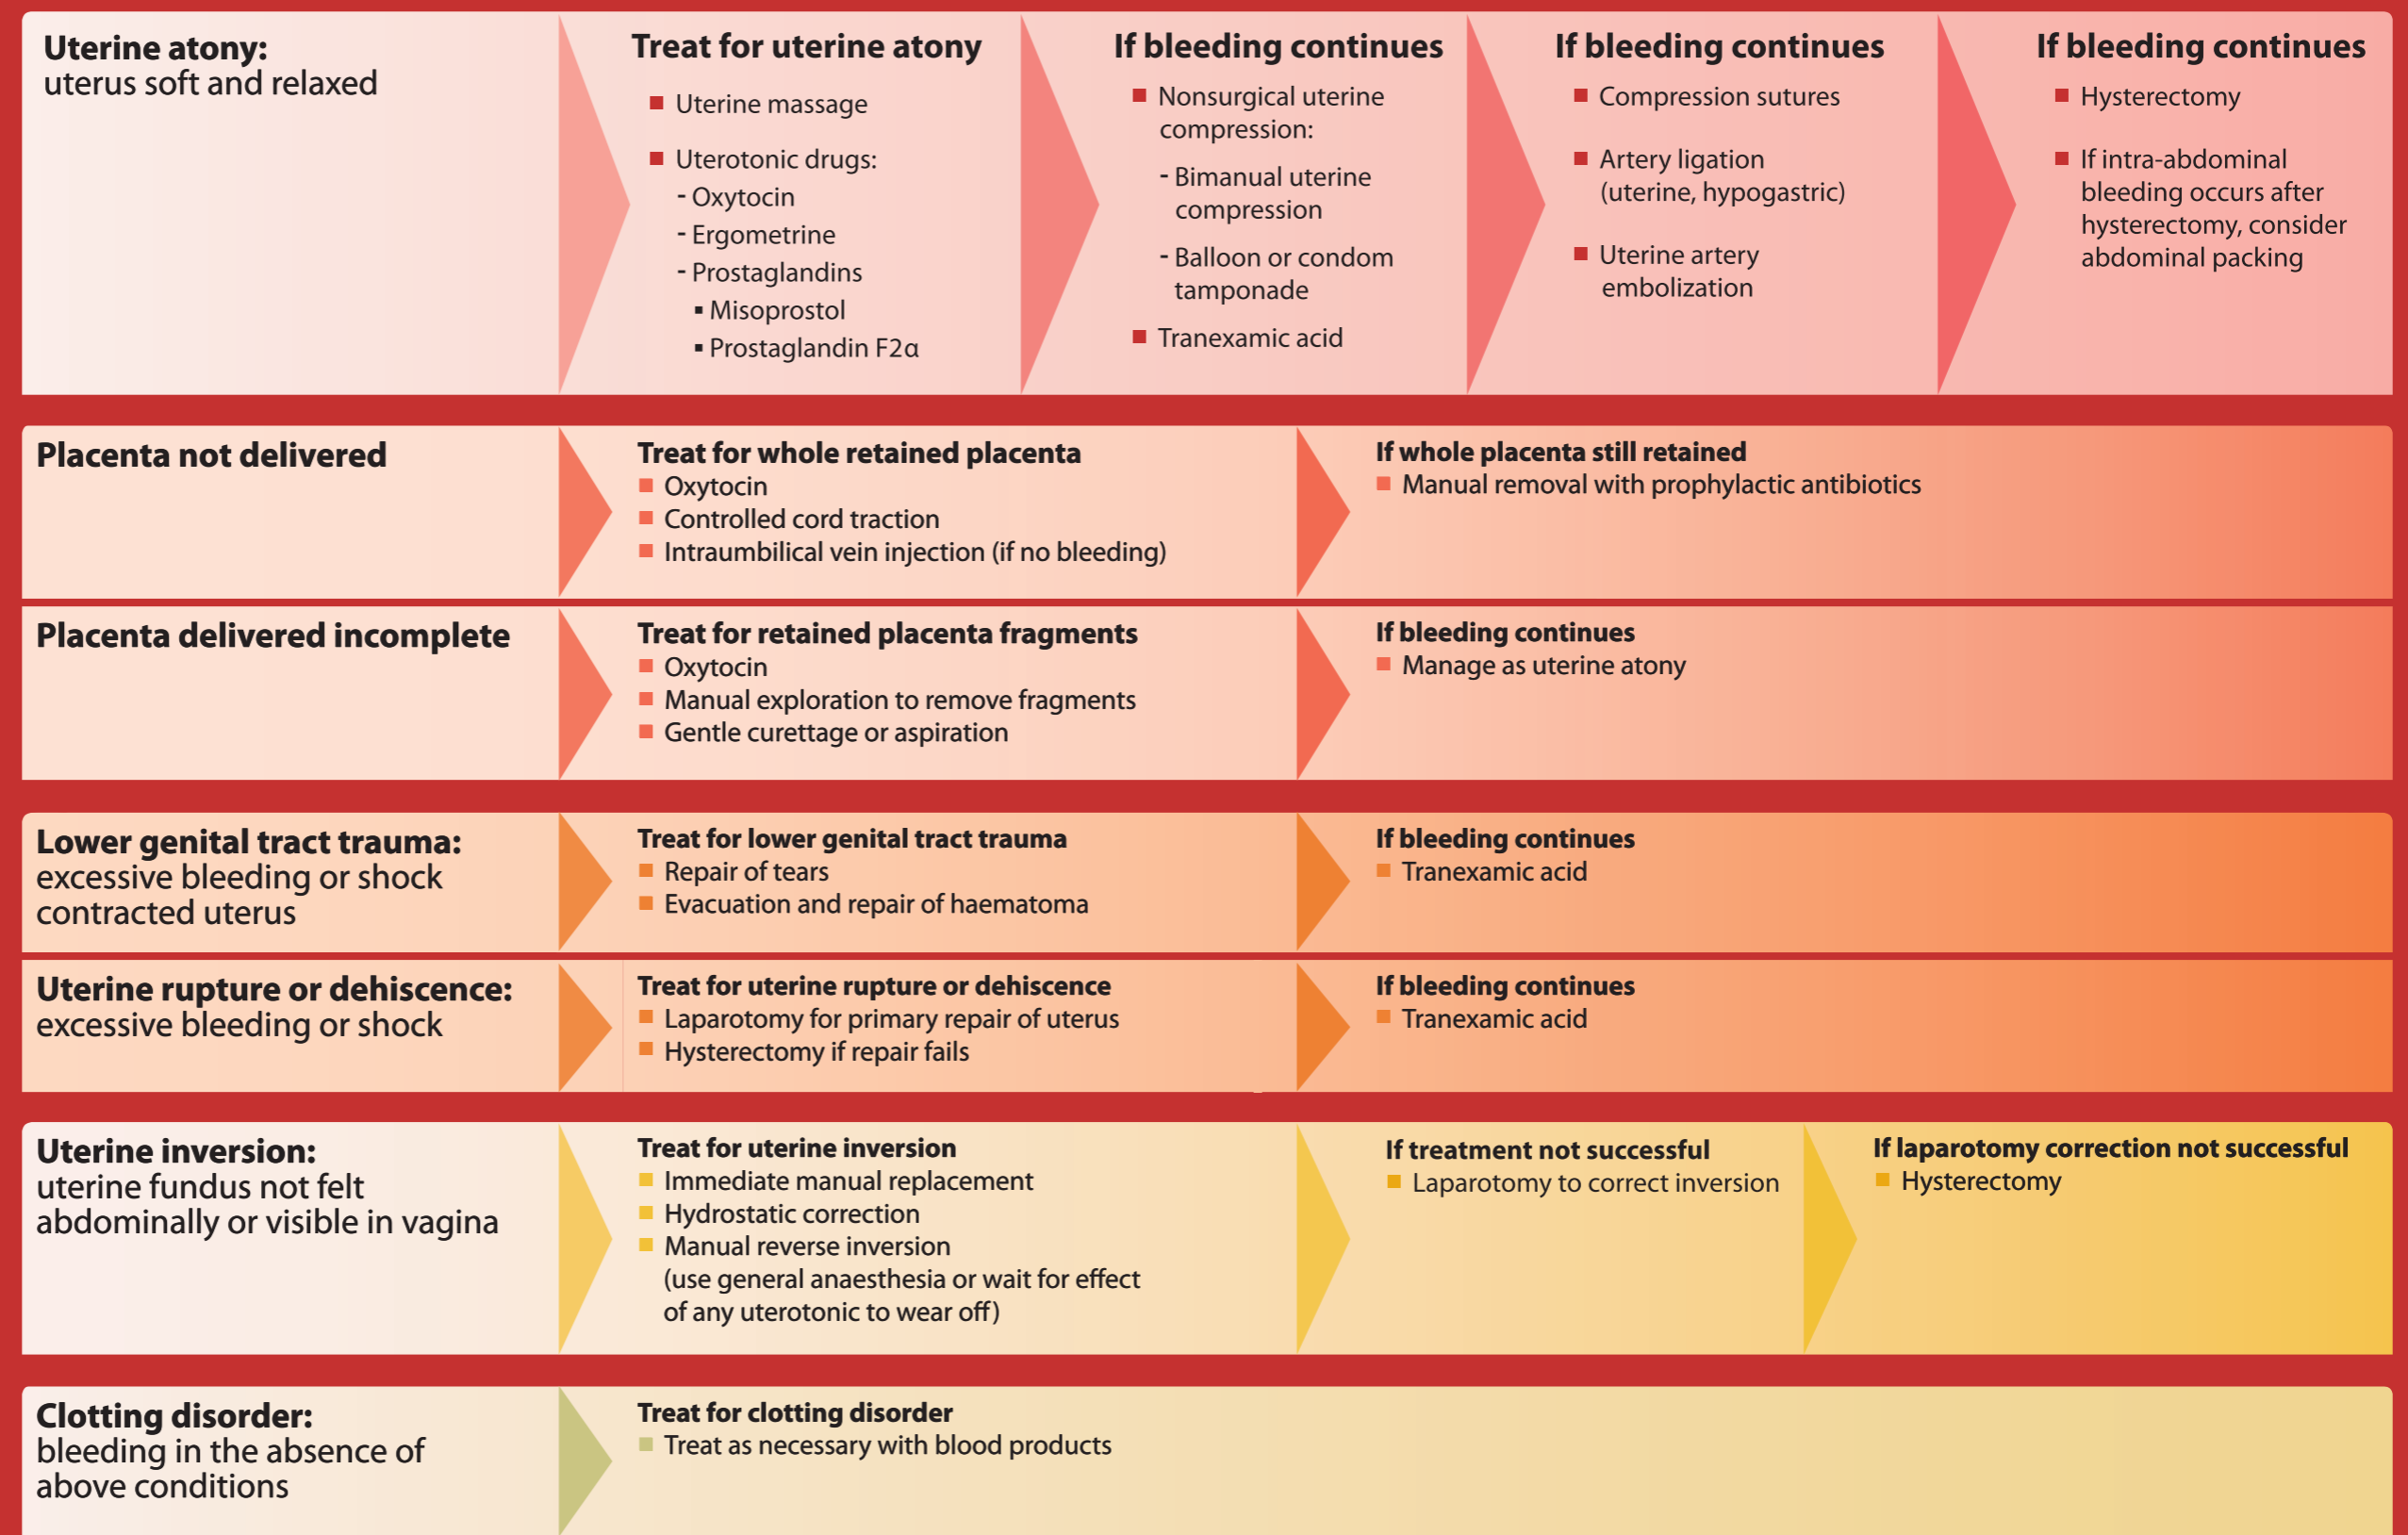 Uterine atony:
uterus soft and relaxed
Treat for uterine atony
■ Uterine massage
■ Uterotonic drugs:
- Oxytocin
- Ergometrine
- Prostaglandins
▪ Misoprostol
▪ Prostaglandin F2α
If bleeding continues
■ Nonsurgical uterine
compression:
- Bimanual uterine
compression
- Balloon or condom
tamponade
■ Tranexamic acid
If bleeding continues
■ Compression sutures
■ Artery ligation
(uterine, hypogastric)
■ Uterine artery
embolization
If bleeding continues
■ Hysterectomy
■ If intra-abdominal
bleeding occurs after
hysterectomy, consider
abdominal packing
Placenta not delivered
Treat for whole retained placenta
■ Oxytocin
■ Controlled cord traction
■ Intraumbilical vein injection (if no bleeding)
If whole placenta still retained
■ Manual removal with prophylactic antibiotics
Placenta delivered incomplete
Treat for retained placenta fragments
■ Oxytocin
■ Manual exploration to remove fragments
■ Gentle curettage or aspiration
If bleeding continues
■ Manage as uterine atony
Lower genital tract trauma:
excessive bleeding or shock
contracted uterus
Treat for lower genital tract trauma
■ Repair of tears
■ Evacuation and repair of haematoma
If bleeding continues
■ Tranexamic acid
Uterine rupture or dehiscence:
excessive bleeding or shock
Treat for uterine rupture or dehiscence
■ Laparotomy for primary repair of uterus
■ Hysterectomy if repair fails
If bleeding continues
■ Tranexamic acid
Uterine inversion:
uterine fundus not felt
abdominally or visible in vagina
Treat for uterine inversion
■ Immediate manual replacement
■ Hydrostatic correction
■ Manual reverse inversion
(use general anaesthesia or wait for effect
of any uterotonic to wear off)
If treatment not successful
■ Laparotomy to correct inversion
If laparotomy correction not successful
■ Hysterectomy
Clotting disorder:
bleeding in the absence of
above conditions
Treat for clotting disorder
■ Treat as necessary with blood products